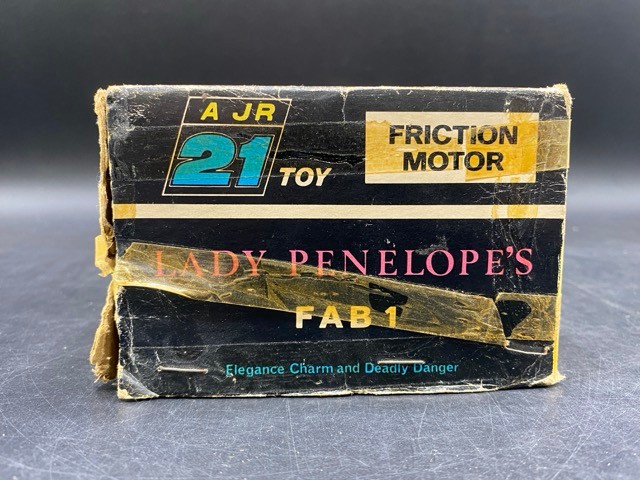 A JR
21
TOY
FRICTION
MOTOR
LADY PENELOPE'S
FAB 1
Elegance Charm and Deadly Danger